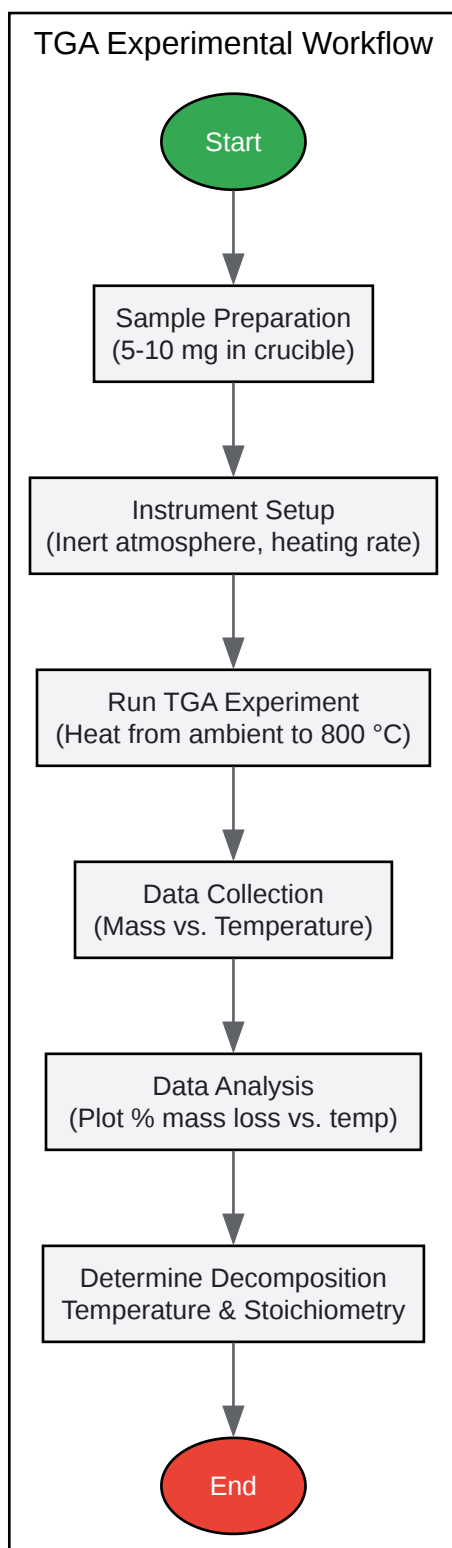 TGA Experimental Workflow
Start
Sample Preparation
(5-10 mg in crucible)
Instrument Setup
(Inert atmosphere, heating rate)
Run TGA Experiment
(Heat from ambient to 800 °C)
Data Collection
(Mass vs. Temperature)
Data Analysis
(Plot % mass loss vs. temp)
Determine Decomposition
Temperature & Stoichiometry
End